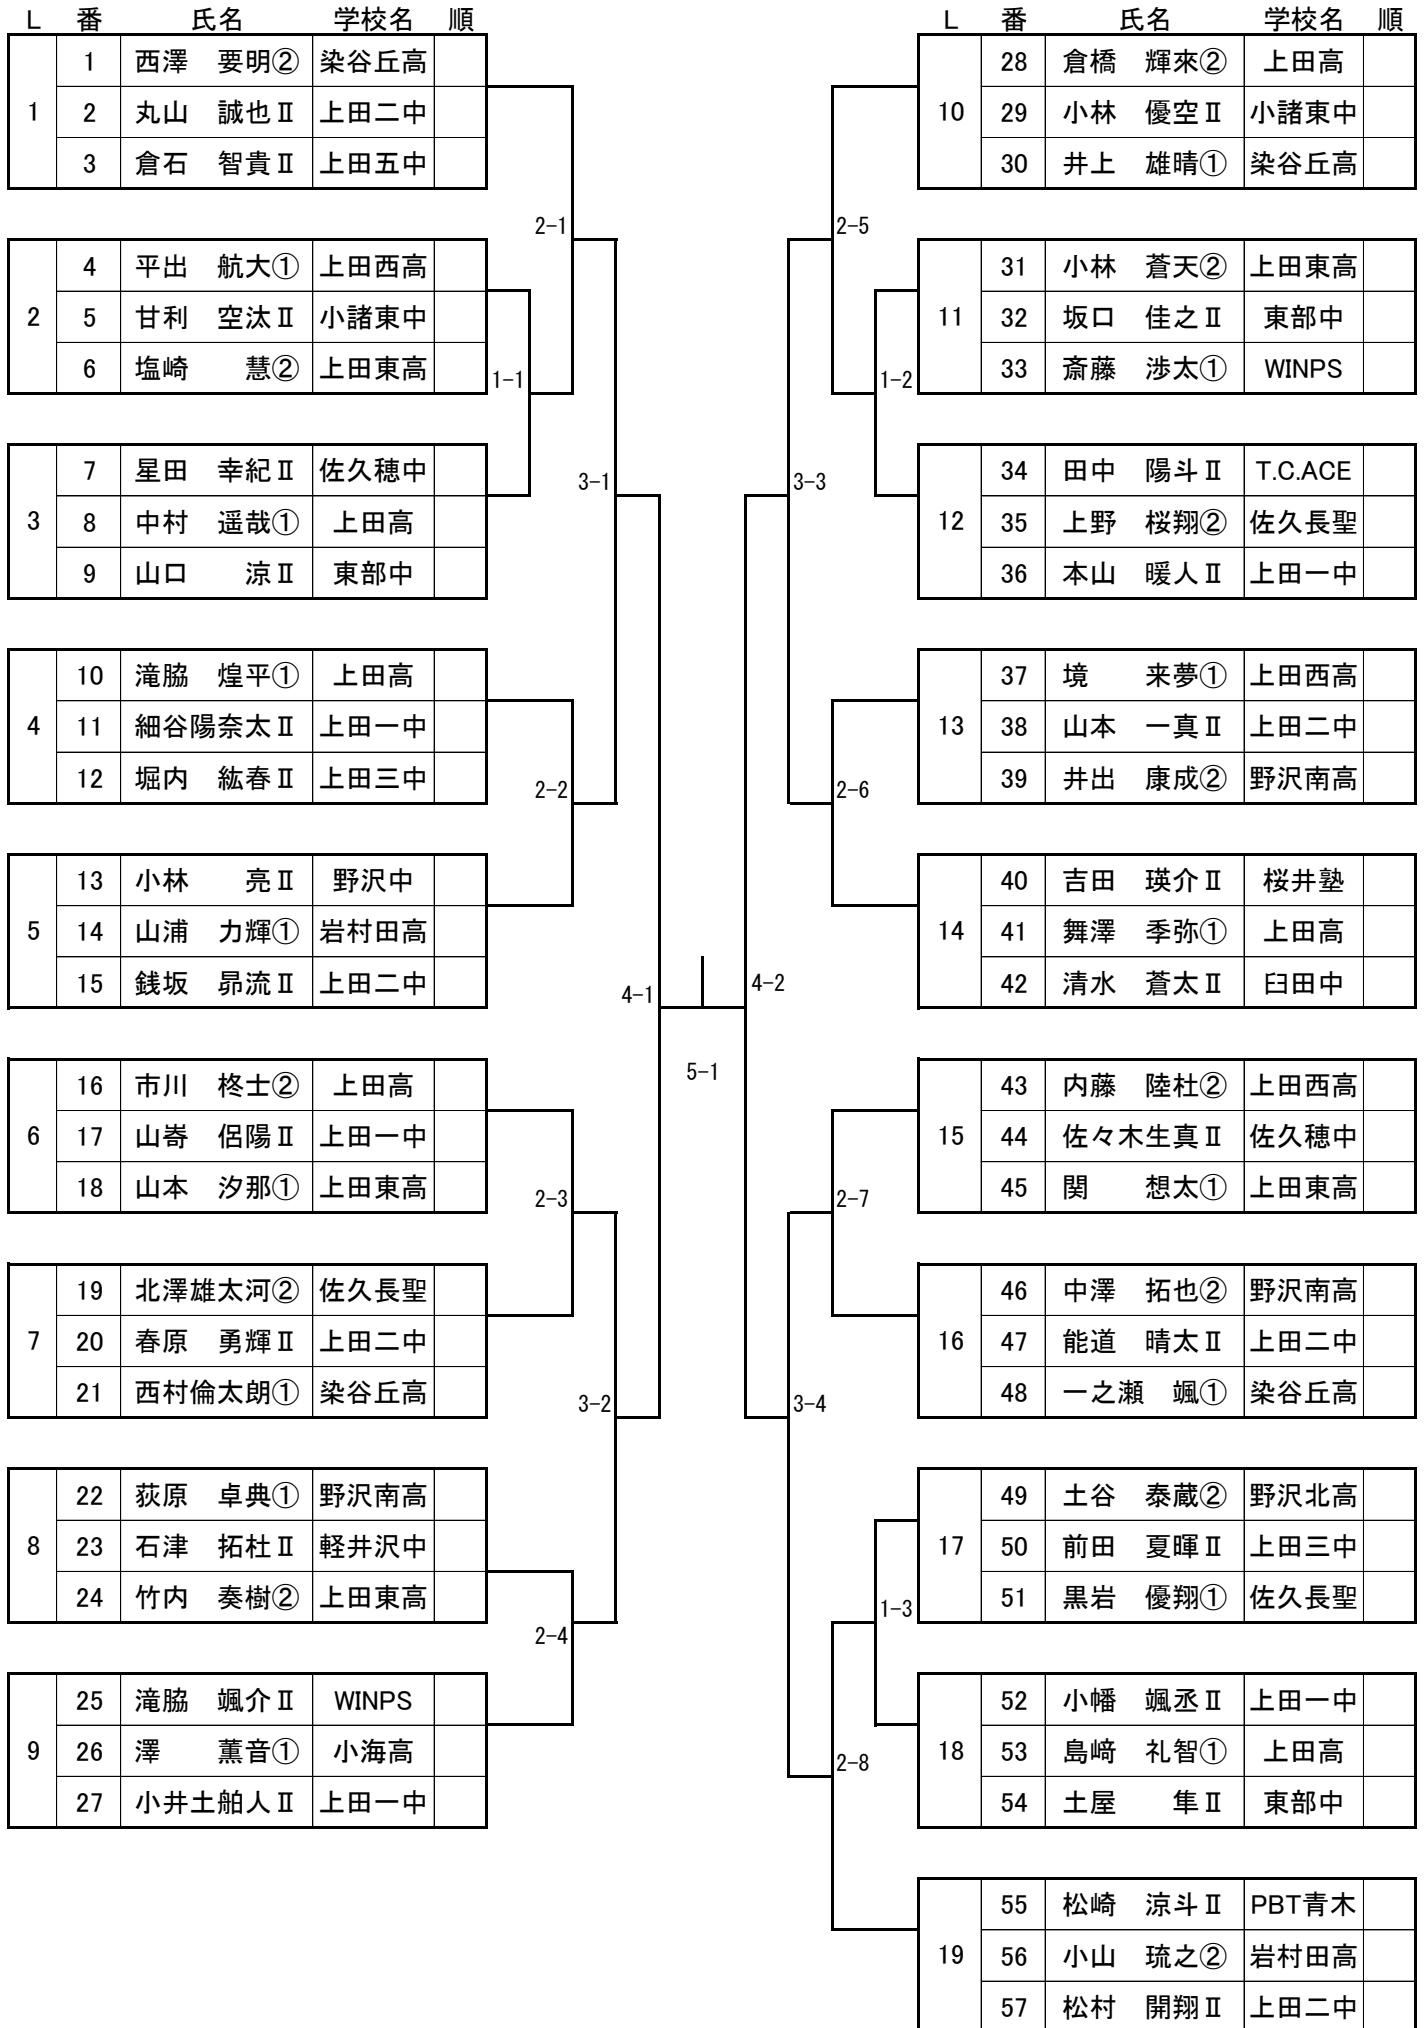 L 番 氏名 学校名 順
1 西澤 要明② 染谷丘高
1 2 丸山 誠也Ⅱ 上田二中
3 倉石 智貴Ⅱ 上田五中
2-1
4 平出 航大① 上田西高
2 5 甘利 空汰Ⅱ 小諸東中
6 塩崎 慧② 上田東高
1-1
7 星田 幸紀Ⅱ 佐久穂中
3-1
3 8 中村 遥哉① 上田高
9 山口 涼Ⅱ 東部中
10 滝脇 煌平① 上田高
4 11 細谷陽奈太Ⅱ 上田一中
12 堀内 紘春Ⅱ 上田三中
2-2
13 小林 亮Ⅱ 野沢中
5 14 山浦 力輝① 岩村田高
15 銭坂 昴流Ⅱ 上田二中
4-1
16 市川 柊士② 上田高
6 17 山嵜 侶陽Ⅱ 上田一中
18 山本 汐那① 上田東高
2-3
19 北澤雄太河② 佐久長聖
7 20 春原 勇輝Ⅱ 上田二中
21 西村倫太朗① 染谷丘高
3-2
22 荻原 卓典① 野沢南高
8 23 石津 拓杜Ⅱ 軽井沢中
24 竹内 奏樹② 上田東高
2-4
25 滝脇 颯介Ⅱ WINPS
9 26 澤 薫音① 小海高
27 小井土舶人Ⅱ 上田一中
5-1
L 番 氏名 学校名 順
28 倉橋 輝來② 上田高
10 29 小林 優空Ⅱ 小諸東中
30 井上 雄晴① 染谷丘高
2-5
31 小林 蒼天② 上田東高
11 32 坂口 佳之Ⅱ 東部中
1-2
33 斎藤 渉太① WINPS
34 田中 陽斗Ⅱ T.C.ACE
3-3
12 35 上野 桜翔② 佐久長聖
36 本山 暖人Ⅱ 上田一中
37 境 来夢① 上田西高
13 38 山本 一真Ⅱ 上田二中
39 井出 康成② 野沢南高
2-6
40 吉田 瑛介Ⅱ 桜井塾
14 41 舞澤 季弥① 上田高
42 清水 蒼太Ⅱ 臼田中
4-2
43 内藤 陸杜② 上田西高
15 44 佐々木生真Ⅱ 佐久穂中
45 関 想太① 上田東高
2-7
46 中澤 拓也② 野沢南高
16 47 能道 晴太Ⅱ 上田二中
48 一之瀬 颯① 染谷丘高
3-4
49 土谷 泰蔵② 野沢北高
17 50 前田 夏暉Ⅱ 上田三中
51 黒岩 優翔① 佐久長聖
1-3
52 小幡 颯丞Ⅱ 上田一中
18 53 島﨑 礼智① 上田高
54 土屋 隼Ⅱ 東部中
2-8
55 松崎 涼斗Ⅱ PBT青木
19 56 小山 琉之② 岩村田高
57 松村 開翔Ⅱ 上田二中